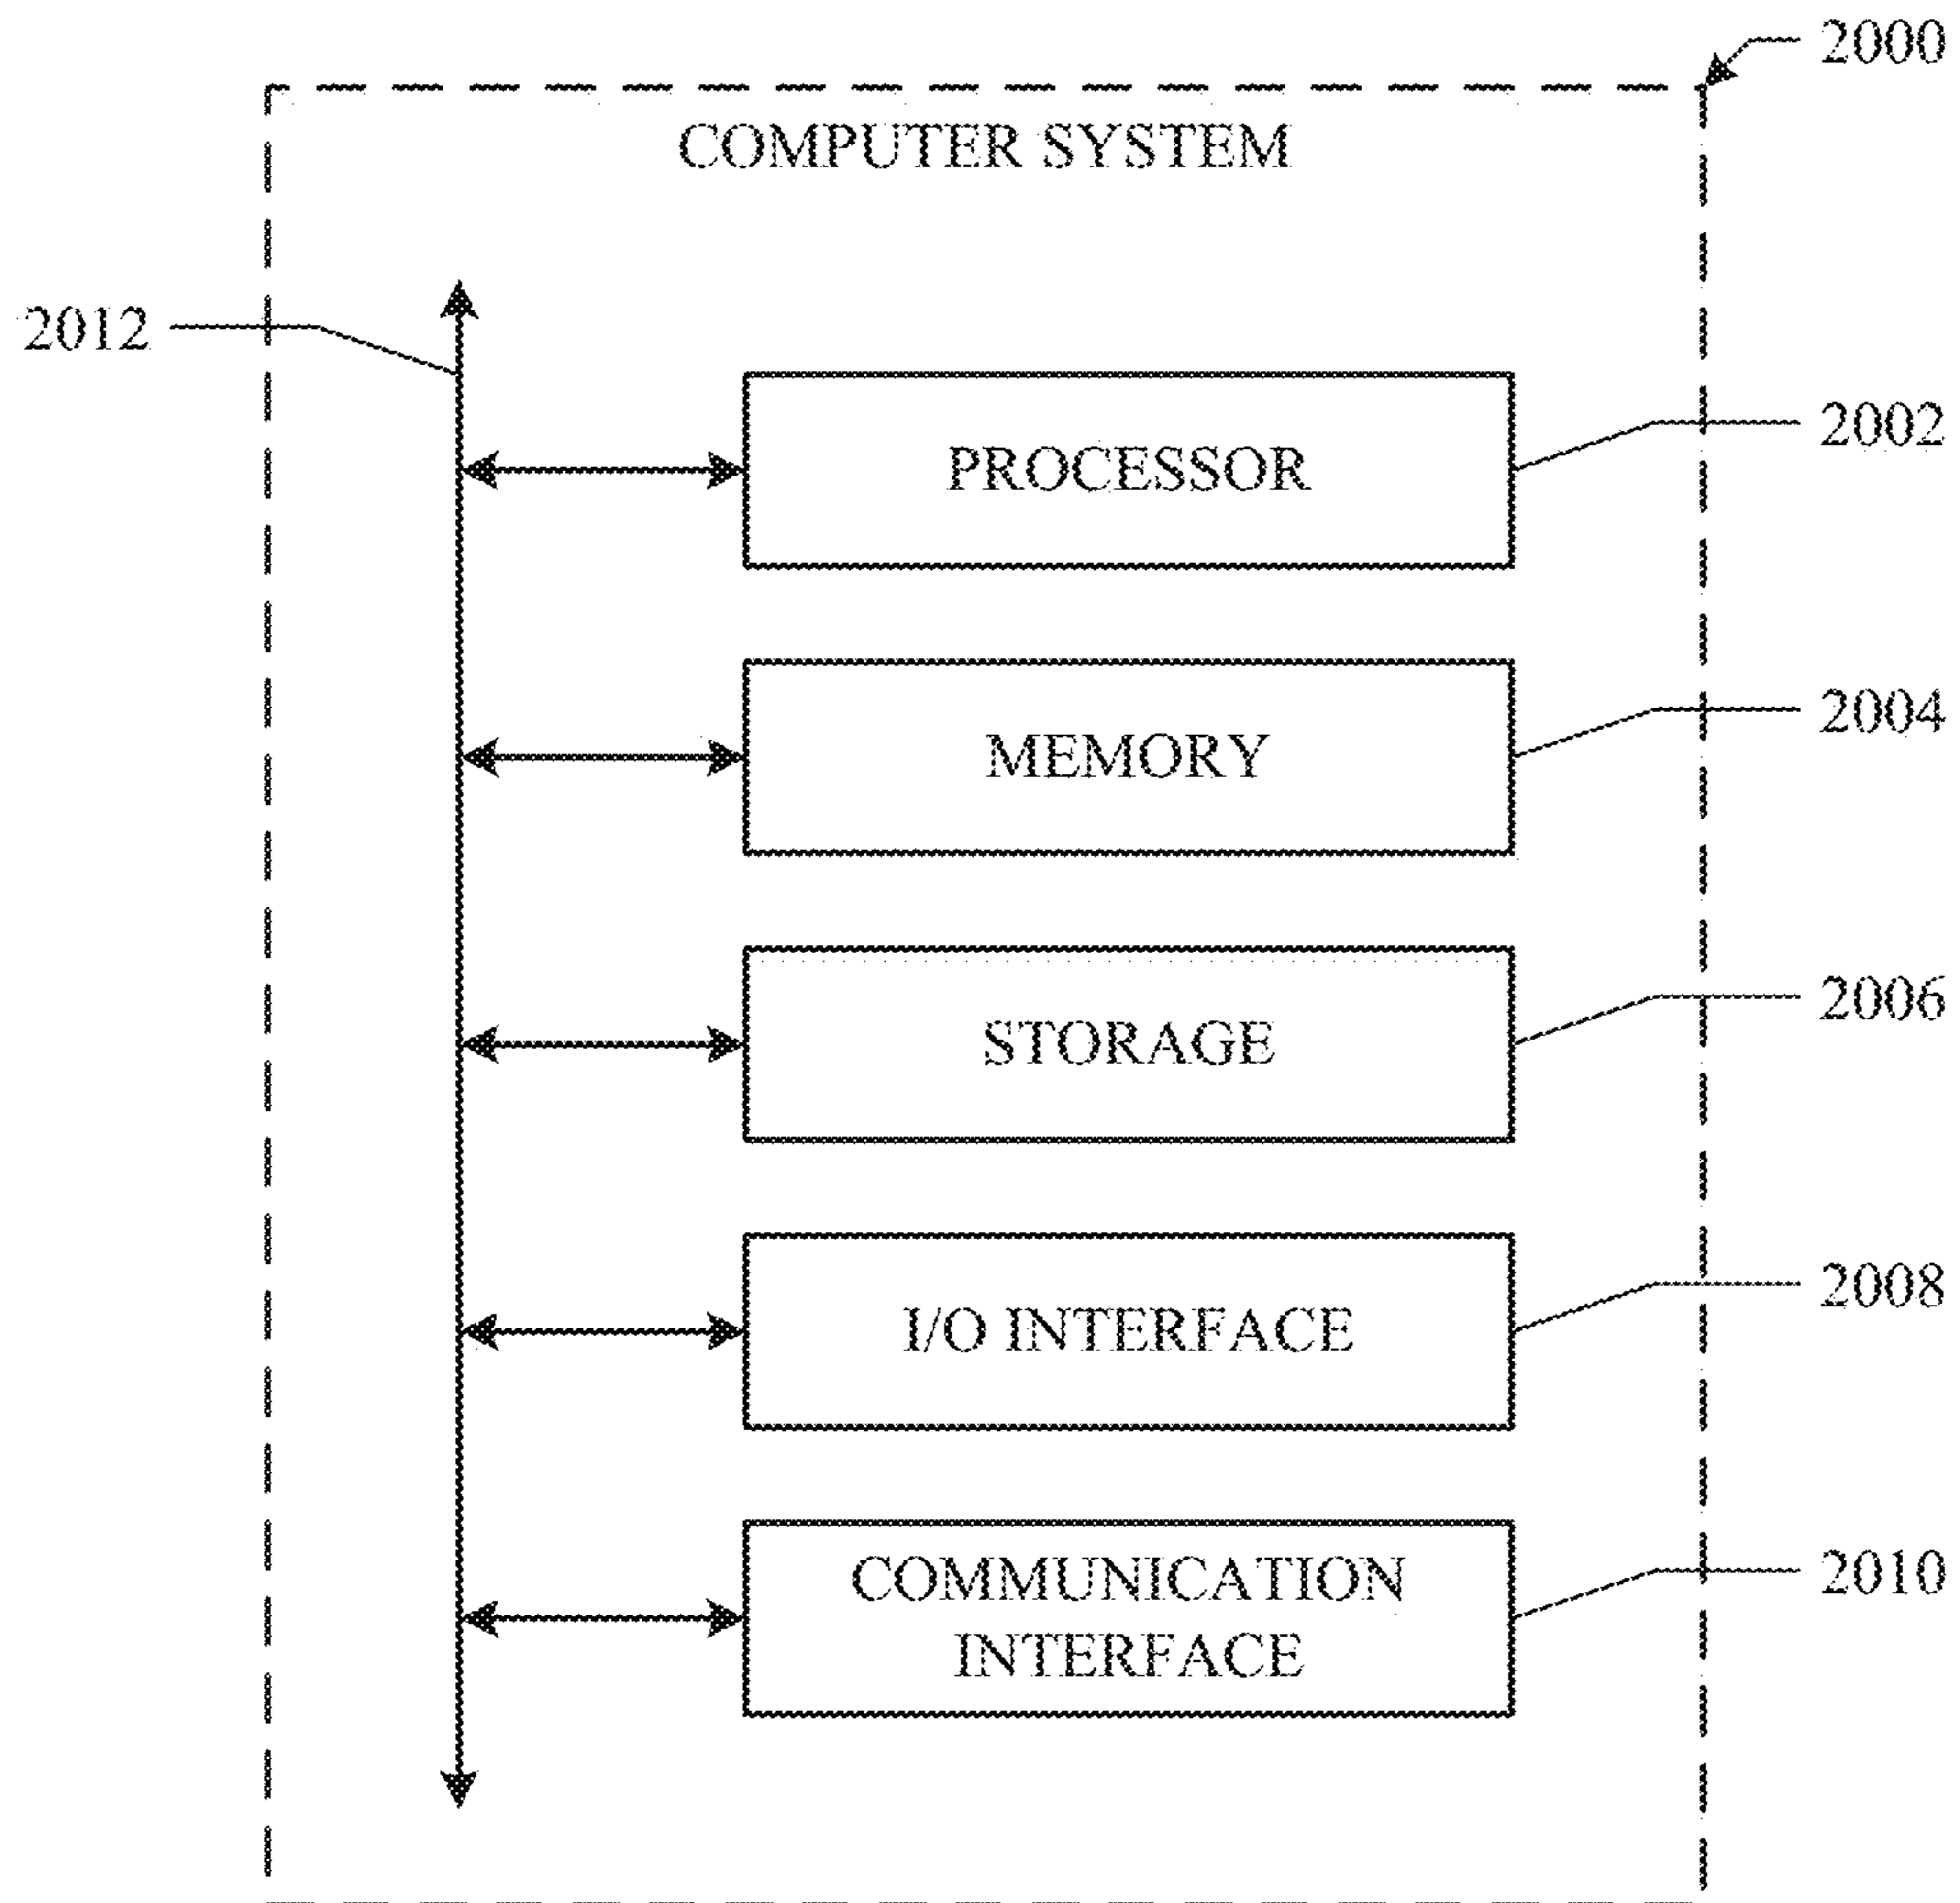 2000
COMPUTER SYSTEM
2012
PROCESSOR
2002
MEMORY
2004
STORAGE
2006
I/O INTERFACE
2008
COMMUNICATION
INTERFACE
2010